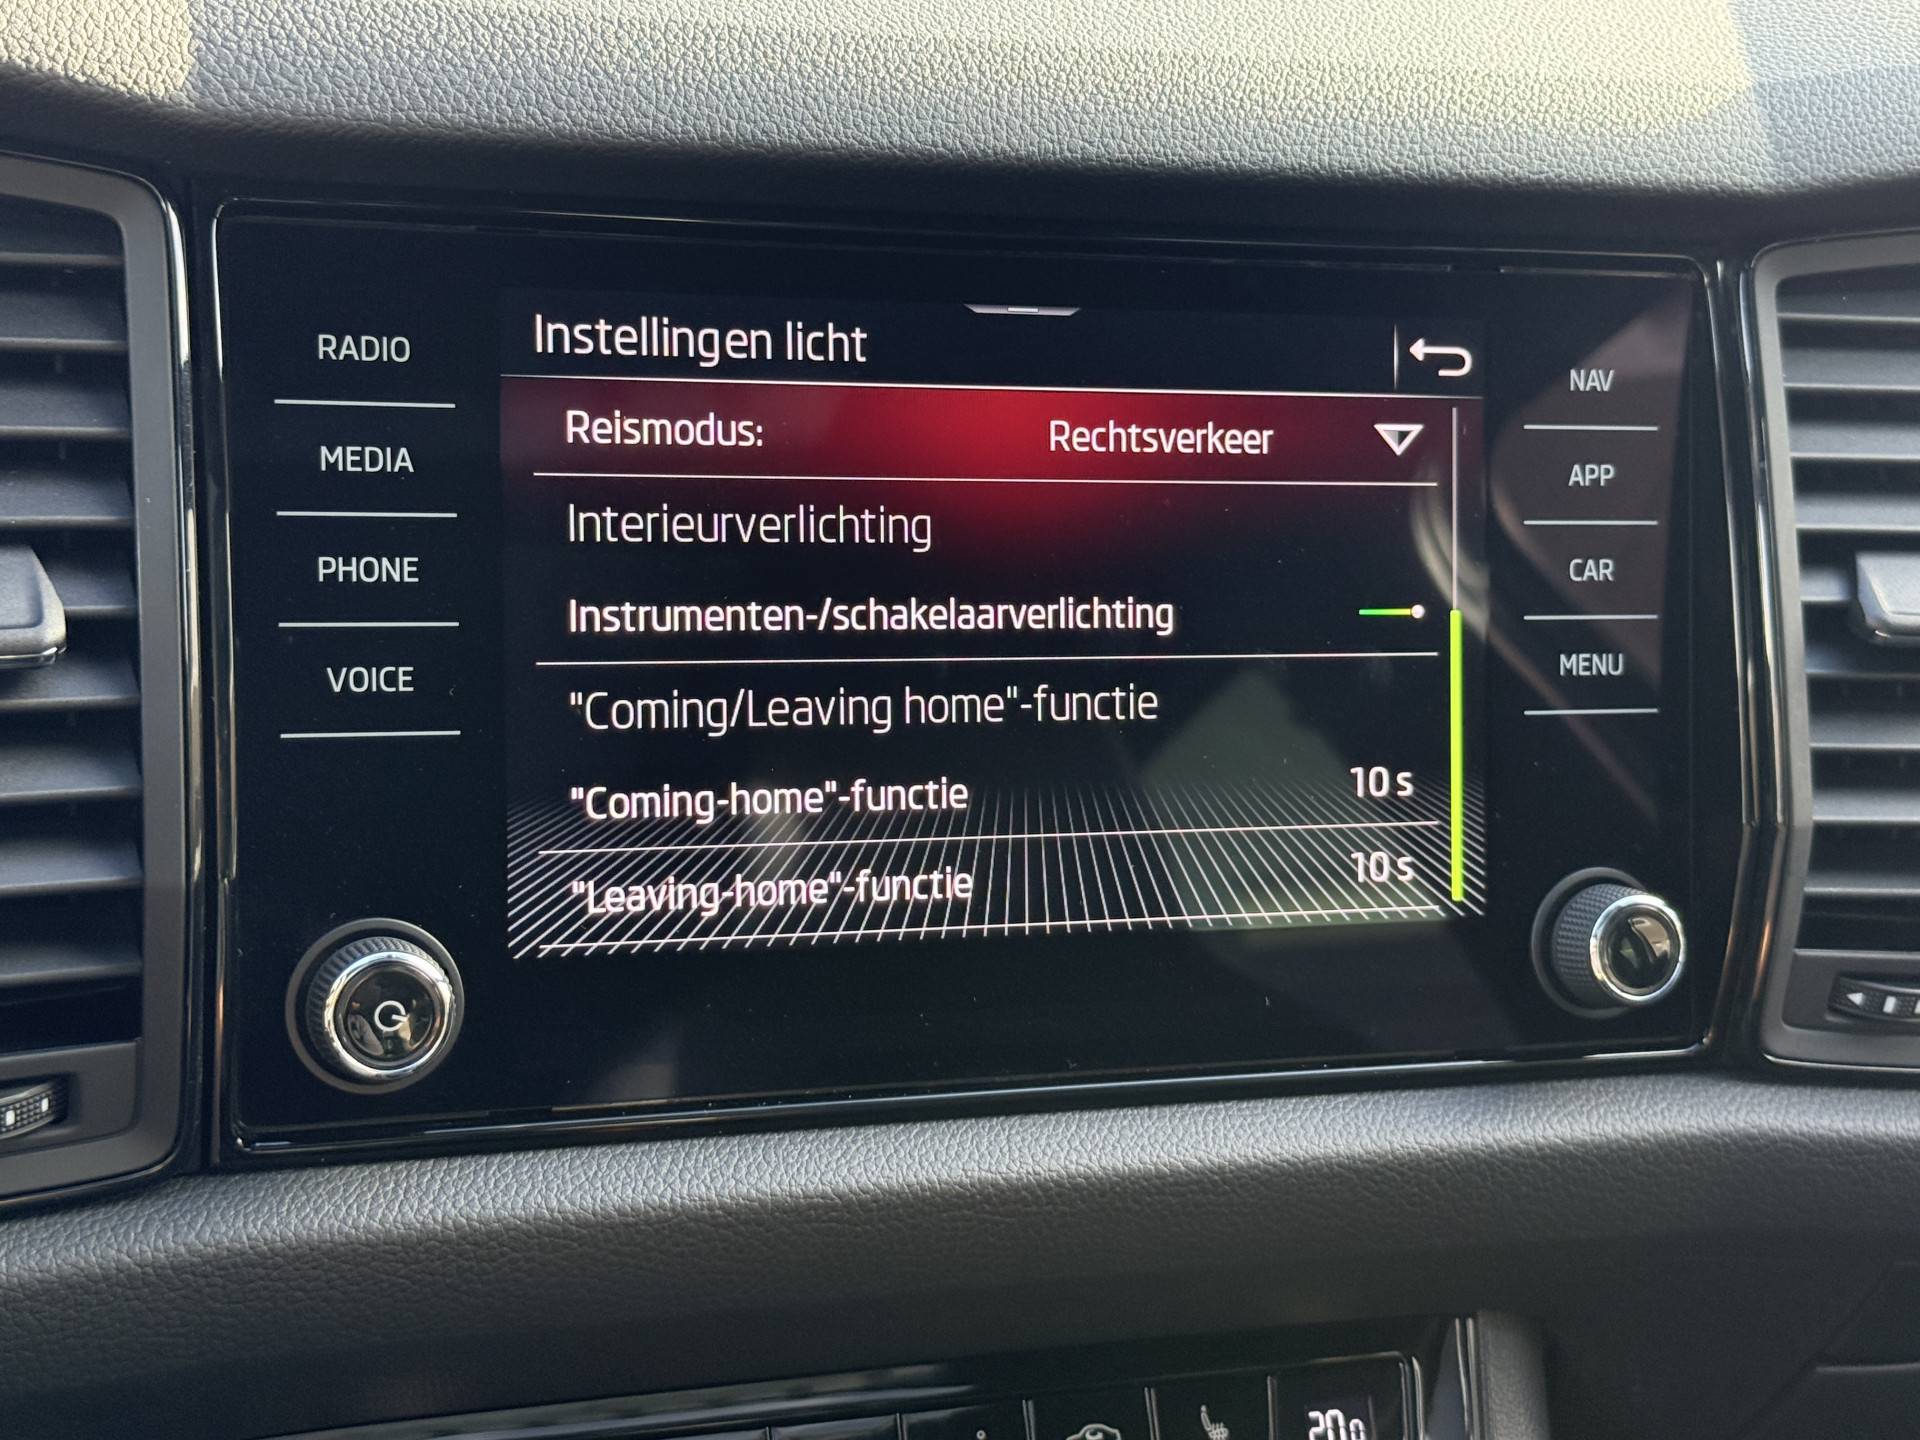 RADIO
MEDIA
PHONE
VOICE
Instellingen licht
Reismodus: Rechtsverkeer
Interieurverlichting
Instrumenten-/schakelaarverlichting
"Coming/Leaving home"-functie
"Coming-home"-functie 10 s
"Leaving-home"-functie 10 s
NAV
APP
CAR
MENU